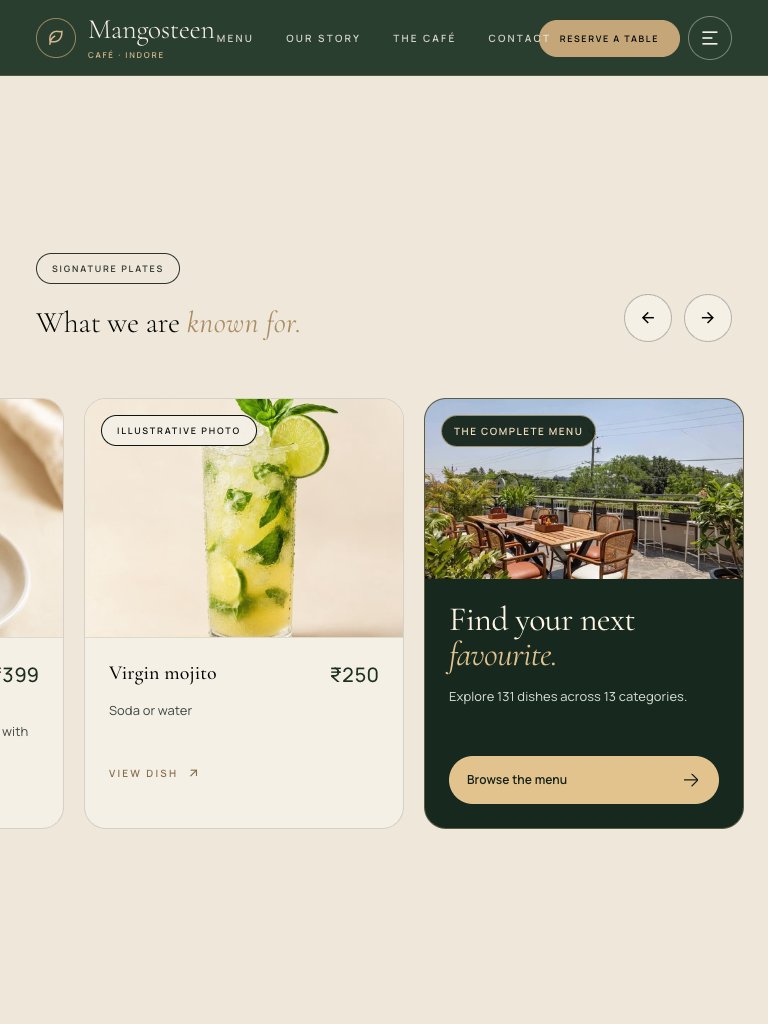 Mangosteen
CAFÉ · INDORE
MENU
OUR STORY
THE CAFÉ
CONTACT
RESERVE A TABLE
SIGNATURE PLATES
What we are known for.
₹399
with
ILLUSTRATIVE PHOTO
Virgin mojito
₹250
Soda or water
VIEW DISH
THE COMPLETE MENU
Find your next
favourite.
Explore 131 dishes across 13 categories.
Browse the menu